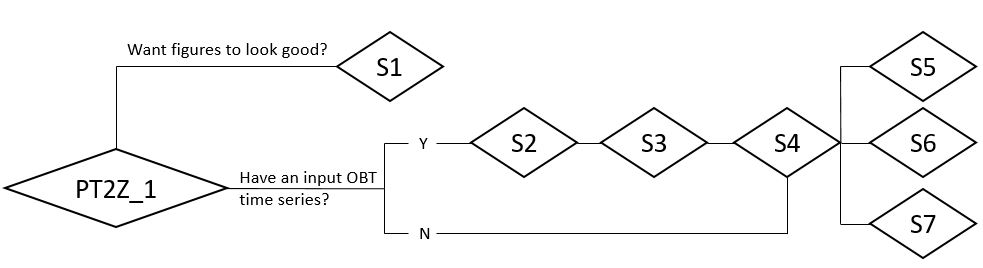 Want figures to look good?
S1
S5
Y
S2
S3
S4
S6
PT2Z_1
Have an input OBT
time series?
N
S7